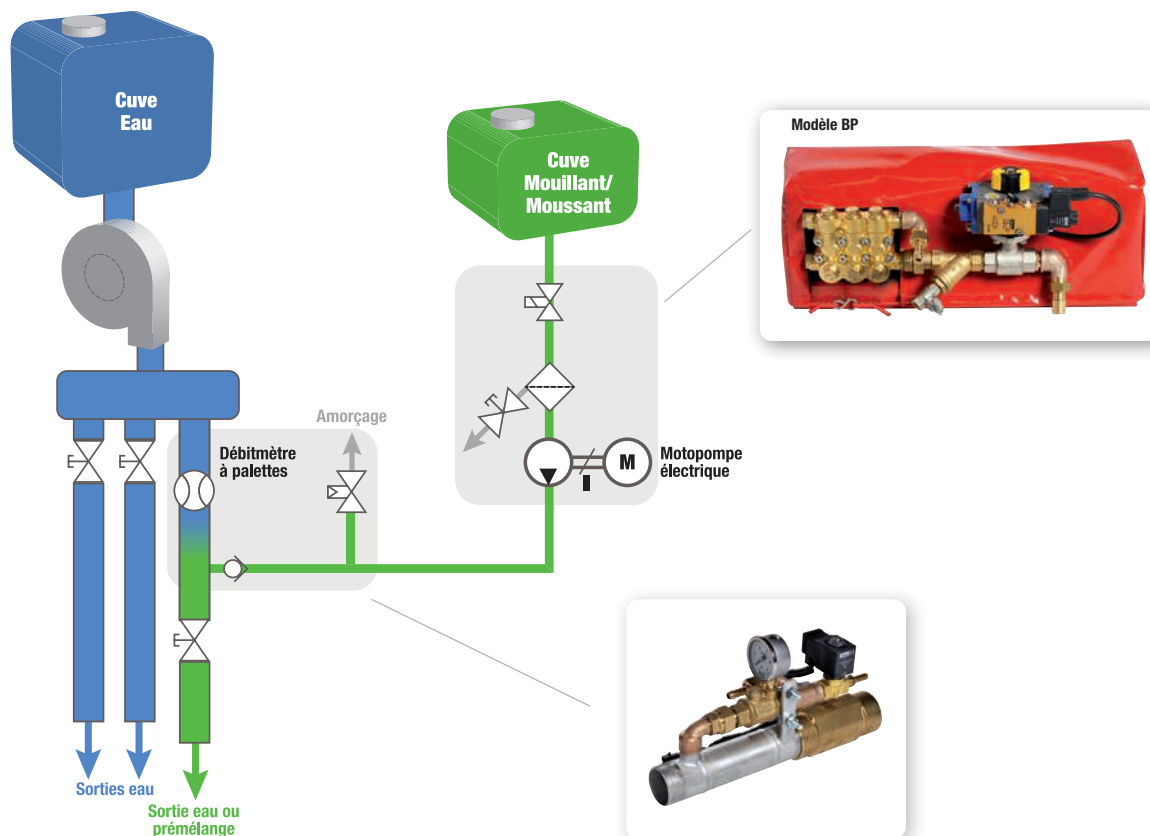 Cuve
Eau
Cuve
Mouillant/
Moussant
Modèle BP
Amorçage
Débitmètre
à palettes
M
Motopompe
électrique
Sorties eau
Sortie eau ou
prémélange